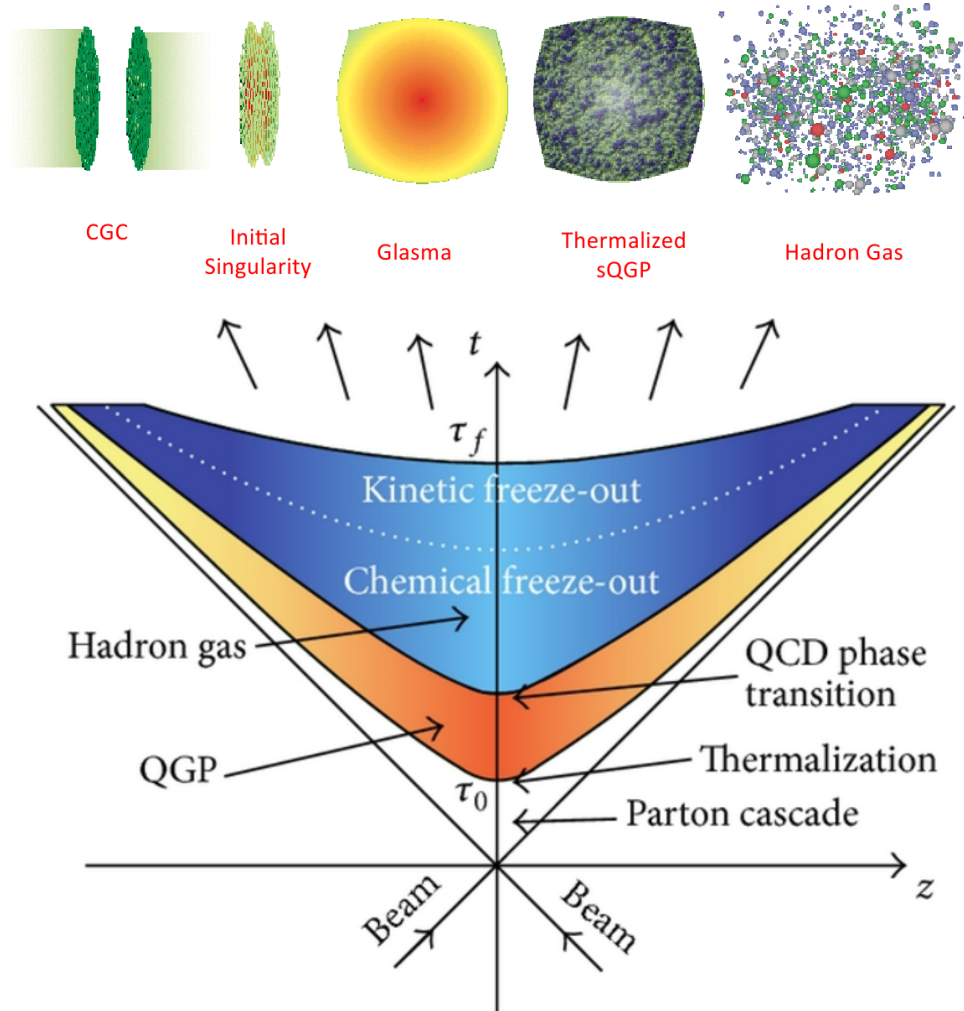 CGC
Initial
Singularity
Glasma
Thermalized
sQGP
Hadron Gas
t
τf
Kinetic freeze-out
Chemical freeze-out
Hadron gas
QCD phase
transition
QGP
Thermalization
τ0
Parton cascade
z
Beam
Beam